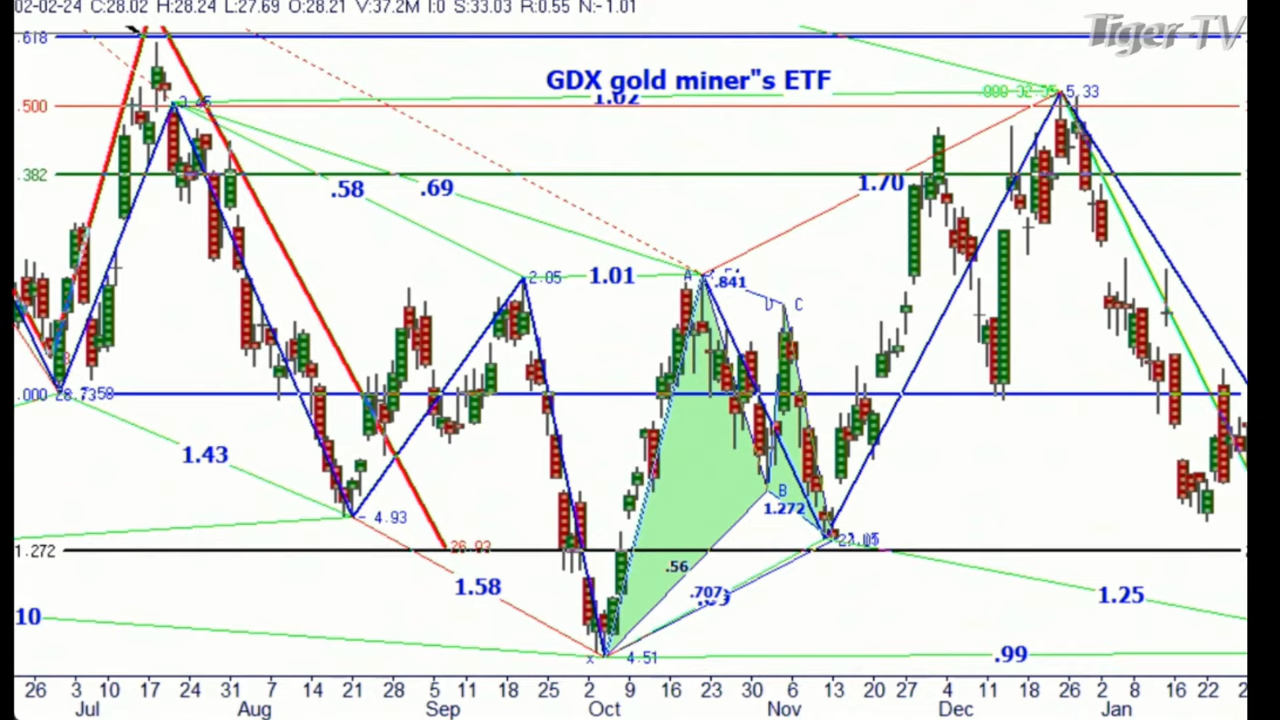 02-02-24 C:28.02 H:28.24 L:27.69 O:28.21 V:37.2M I:0 S:33.03 R:0.55 N:-1.01
Tiger-TV
.618
GDX gold miner"s ETF
5.33
.500
1.02
.382
.58
.69
1.70
2.05
1.01
A
.841
C
.000
28.7358
1.43
B
1.272
4.93
26.93
1.272
.56
.707
1.58
1.25
10
x
4.51
.99
26 3 10 17 24 31 7 14 21 28 5 11 18 25 2 9 16 23 30 6 13 20 27 4 11 18 26 2 8 16 22
Jul Aug Sep Oct Nov Dec Jan